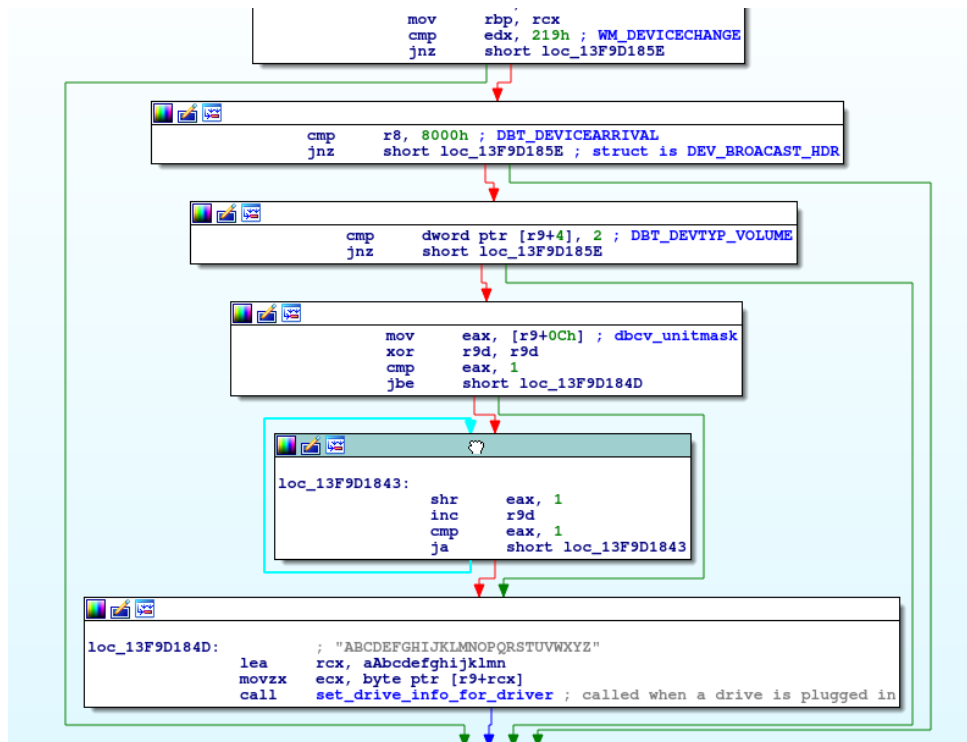 mov rbp, rcx
cmp edx, 219h ; WM_DEVICECHANGE
jnz short loc_13F9D185E
cmp r8, 8000h ; DBT_DEVICEARRIVAL
jnz short loc_13F9D185E ; struct is DEV_BROACAST_HDR
cmp dword ptr [r9+4], 2 ; DBT_DEVTYP_VOLUME
jnz short loc_13F9D185E
mov eax, [r9+0Ch] ; dbcv_unitmask
xor r9d, r9d
cmp eax, 1
jbe short loc_13F9D184D
loc_13F9D1843:
shr eax, 1
inc r9d
cmp eax, 1
ja short loc_13F9D1843
loc_13F9D184D: ; "ABCDEFGHIJKLMNOPQRSTUVWXYZ"
lea rcx, aAbcdefghijklmn
movzx ecx, byte ptr [r9+rcx]
call set_drive_info_for_driver ; called when a drive is plugged in